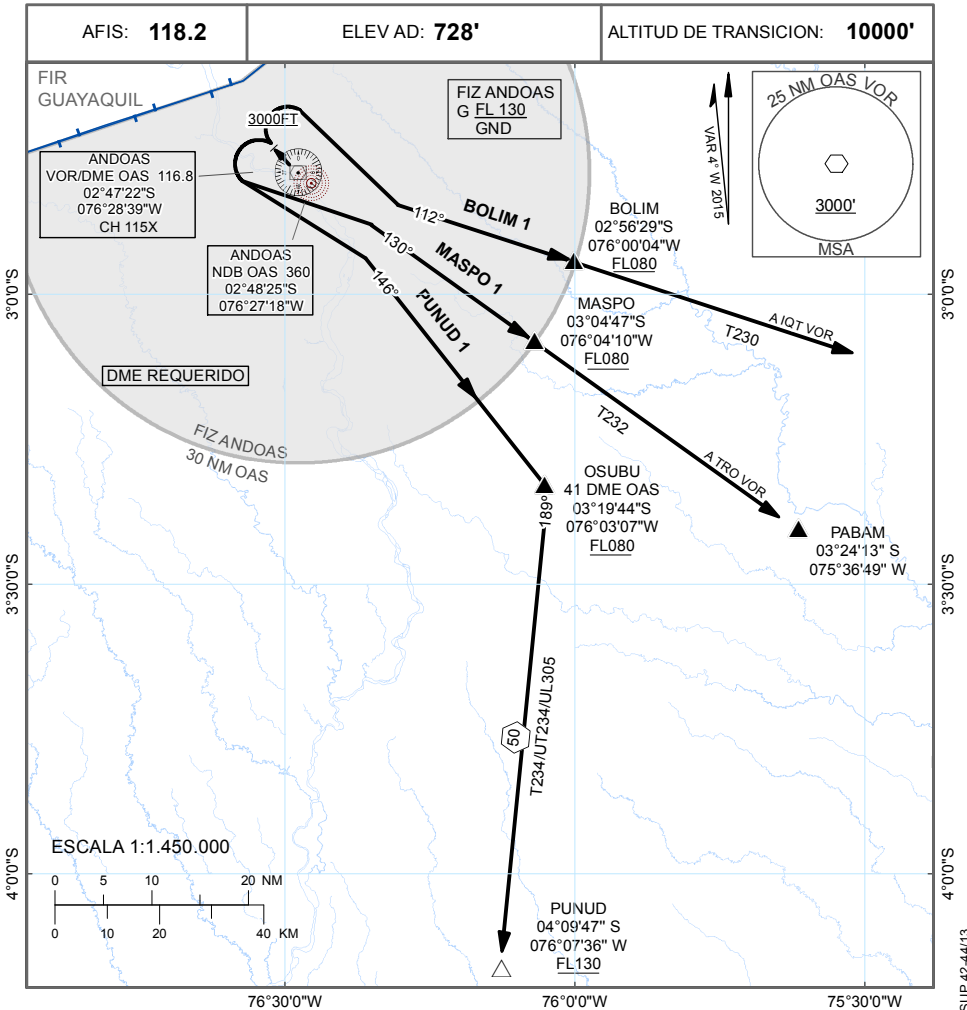 AFIS: 118.2
ELEV AD: 728'
ALTITUD DE TRANSICION: 10000'
FIR
GUAYAQUIL
3000FT
FIZ ANDOAS
G FL 130
GND
VAR 4° W 2015
25 NM OAS VOR
3000'
MSA
ANDOAS
VOR/DME OAS 116.8
02°47'22"S
076°28'39"W
CH 115X
ANDOAS
NDB OAS 360
02°48'25"S
076°27'18"W
112°
BOLIM 1
130°
MASPO 1
146°
PUNUD 1
BOLIM
02°56'29"S
076°00'04"W
FL080
MASPO
03°04'47"S
076°04'10"W
FL080
A IQT VOR
T230
T232
A TRO VOR
DME REQUERIDO
FIZ ANDOAS
30 NM OAS
OSUBU
41 DME OAS
03°19'44"S
076°03'07"W
FL080
PABAM
03°24'13" S
075°36'49" W
189°
50
T234/UT234/UL305
PUNUD
04°09'47" S
076°07'36" W
FL130
ESCALA 1:1.450.000
0 5 10 20 NM
0 10 20 40 KM
3°0'0"S
3°30'0"S
4°0'0"S
3°0'0"S
3°30'0"S
4°0'0"S
76°30'0"W
76°0'0"W
75°30'0"W
SUP 42-44/13